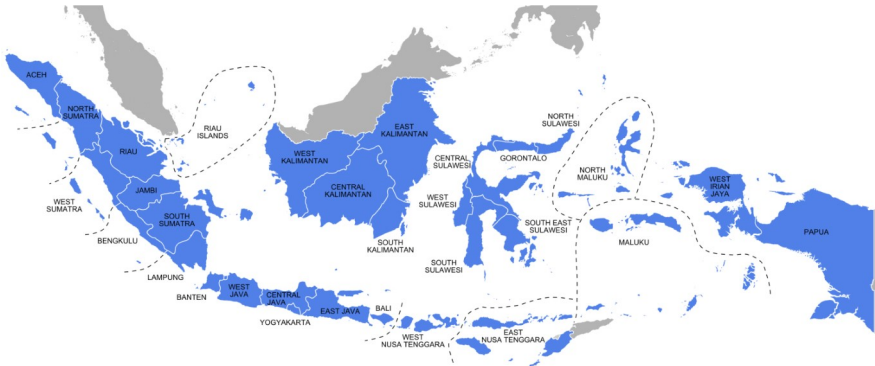 ACEH
NORTH
SUMATRA
RIAU
ISLANDS
RIAU
WEST
SUMATRA
JAMBI
SOUTH
SUMATRA
BENGKULU
LAMPUNG
BANTEN
WEST
JAVA
CENTRAL
JAVA
YOGYAKARTA
EAST JAVA
BALI
WEST
NUSA TENGGARA
EAST
NUSA TENGGARA
WEST
KALIMANTAN
CENTRAL
KALIMANTAN
EAST
KALIMANTAN
SOUTH
KALIMANTAN
NORTH
SULAWESI
GORONTALO
CENTRAL
SULAWESI
WEST
SULAWESI
SOUTH EAST
SULAWESI
SOUTH
SULAWESI
NORTH
MALUKU
MALUKU
WEST
IRIAN
JAYA
PAPUA